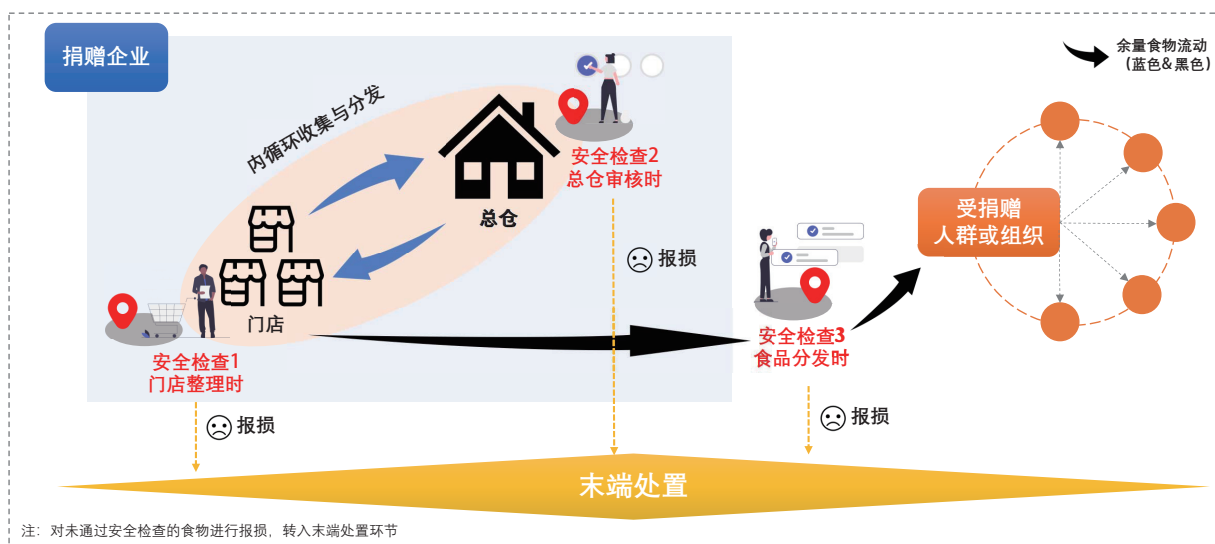 捐赠企业
余量食物流动
（蓝色&黑色）
内循环收集与分发
安全检查2
总仓审核时
总仓
受捐赠
人群或组织
报损
门店
安全检查1
门店整理时
安全检查3
食品分发时
报损
报损
末端处置
注：对未通过安全检查的食物进行报损，转入末端处置环节